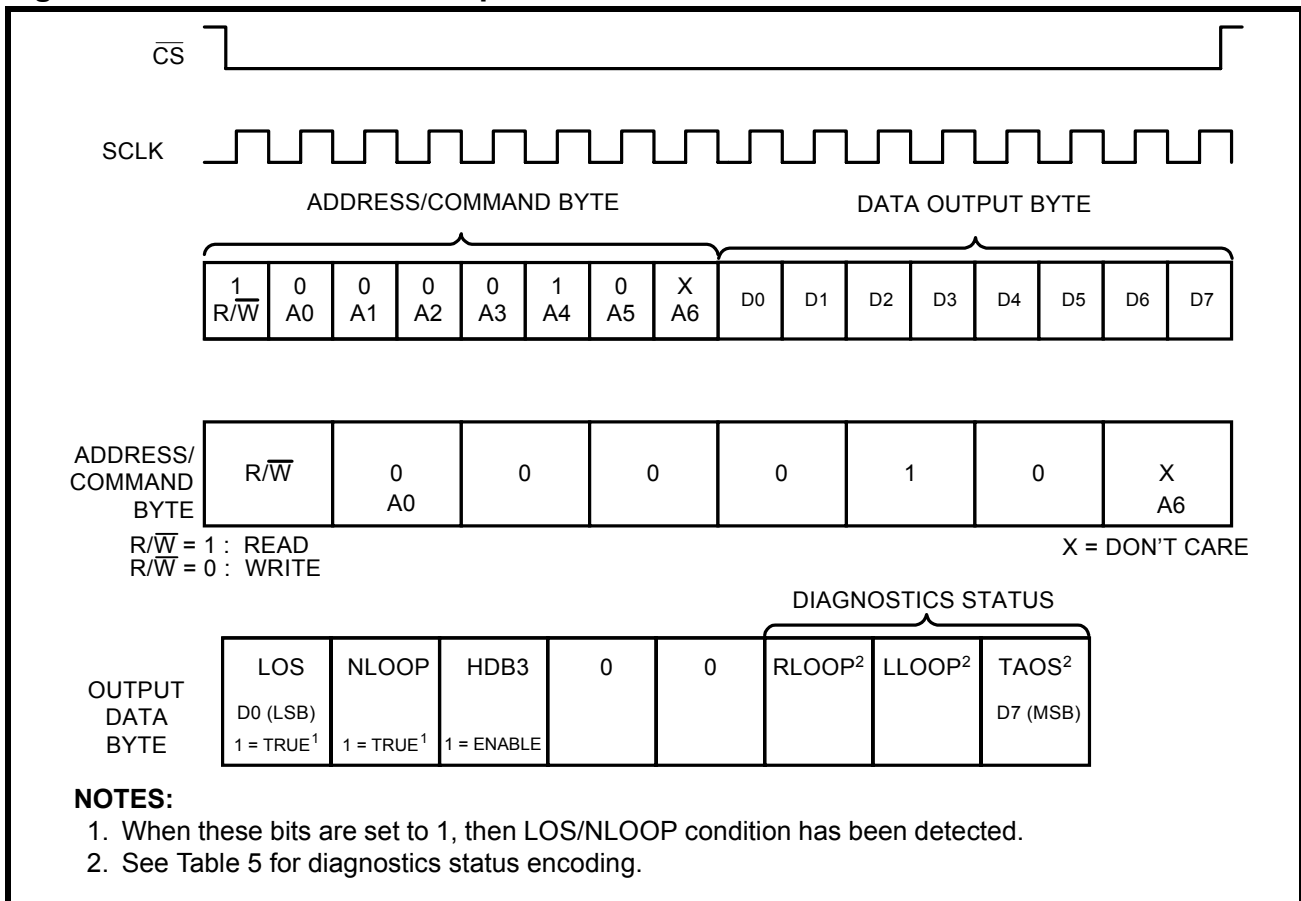 CS
SCLK
ADDRESS/COMMAND BYTE DATA OUTPUT BYTE
1 0 0 0 0 1 0 X
R/W A0 A1 A2 A3 A4 A5 A6 D0 D1 D2 D3 D4 D5 D6 D7
ADDRESS/
COMMAND
BYTE
R/W 0 0 0 0 1 0 X
A0 A6
R/W = 1 : READ
R/W = 0 : WRITE
X = DON'T CARE
DIAGNOSTICS STATUS
OUTPUT
DATA
BYTE
LOS NLOOP HDB3 0 0 RLOOP² LLOOP² TAOS²
D0 (LSB) D7 (MSB)
1 = TRUE¹ 1 = TRUE¹ 1 = ENABLE
NOTES:
1. When these bits are set to 1, then LOS/NLOOP condition has been detected.
2. See Table 5 for diagnostics status encoding.